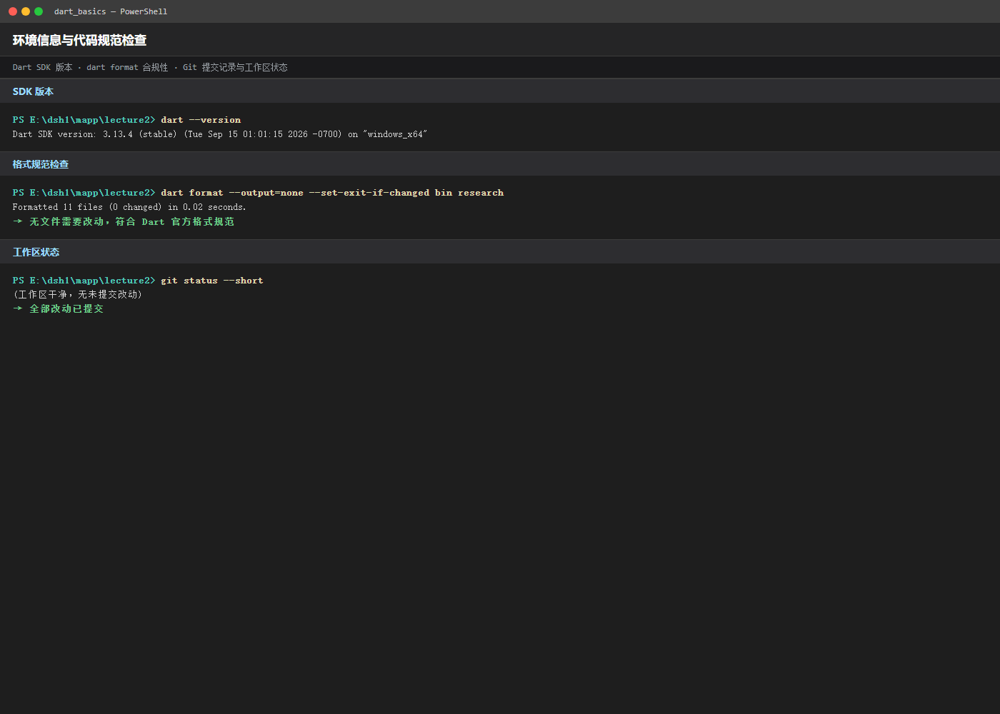 dart_basics — PowerShell
环境信息与代码规范检查
Dart SDK 版本 · dart format 合规性 · Git 提交记录与工作区状态
SDK 版本
PS E:\dsh1\mapp\lecture2> dart --version
Dart SDK version: 3.13.4 (stable) (Tue Sep 15 01:01:15 2026 -0700) on "windows_x64"
格式规范检查
PS E:\dsh1\mapp\lecture2> dart format --output=none --set-exit-if-changed bin research
Formatted 11 files (0 changed) in 0.02 seconds.
→ 无文件需要改动，符合 Dart 官方格式规范
工作区状态
PS E:\dsh1\mapp\lecture2> git status --short
(工作区干净，无未提交改动)
→ 全部改动已提交